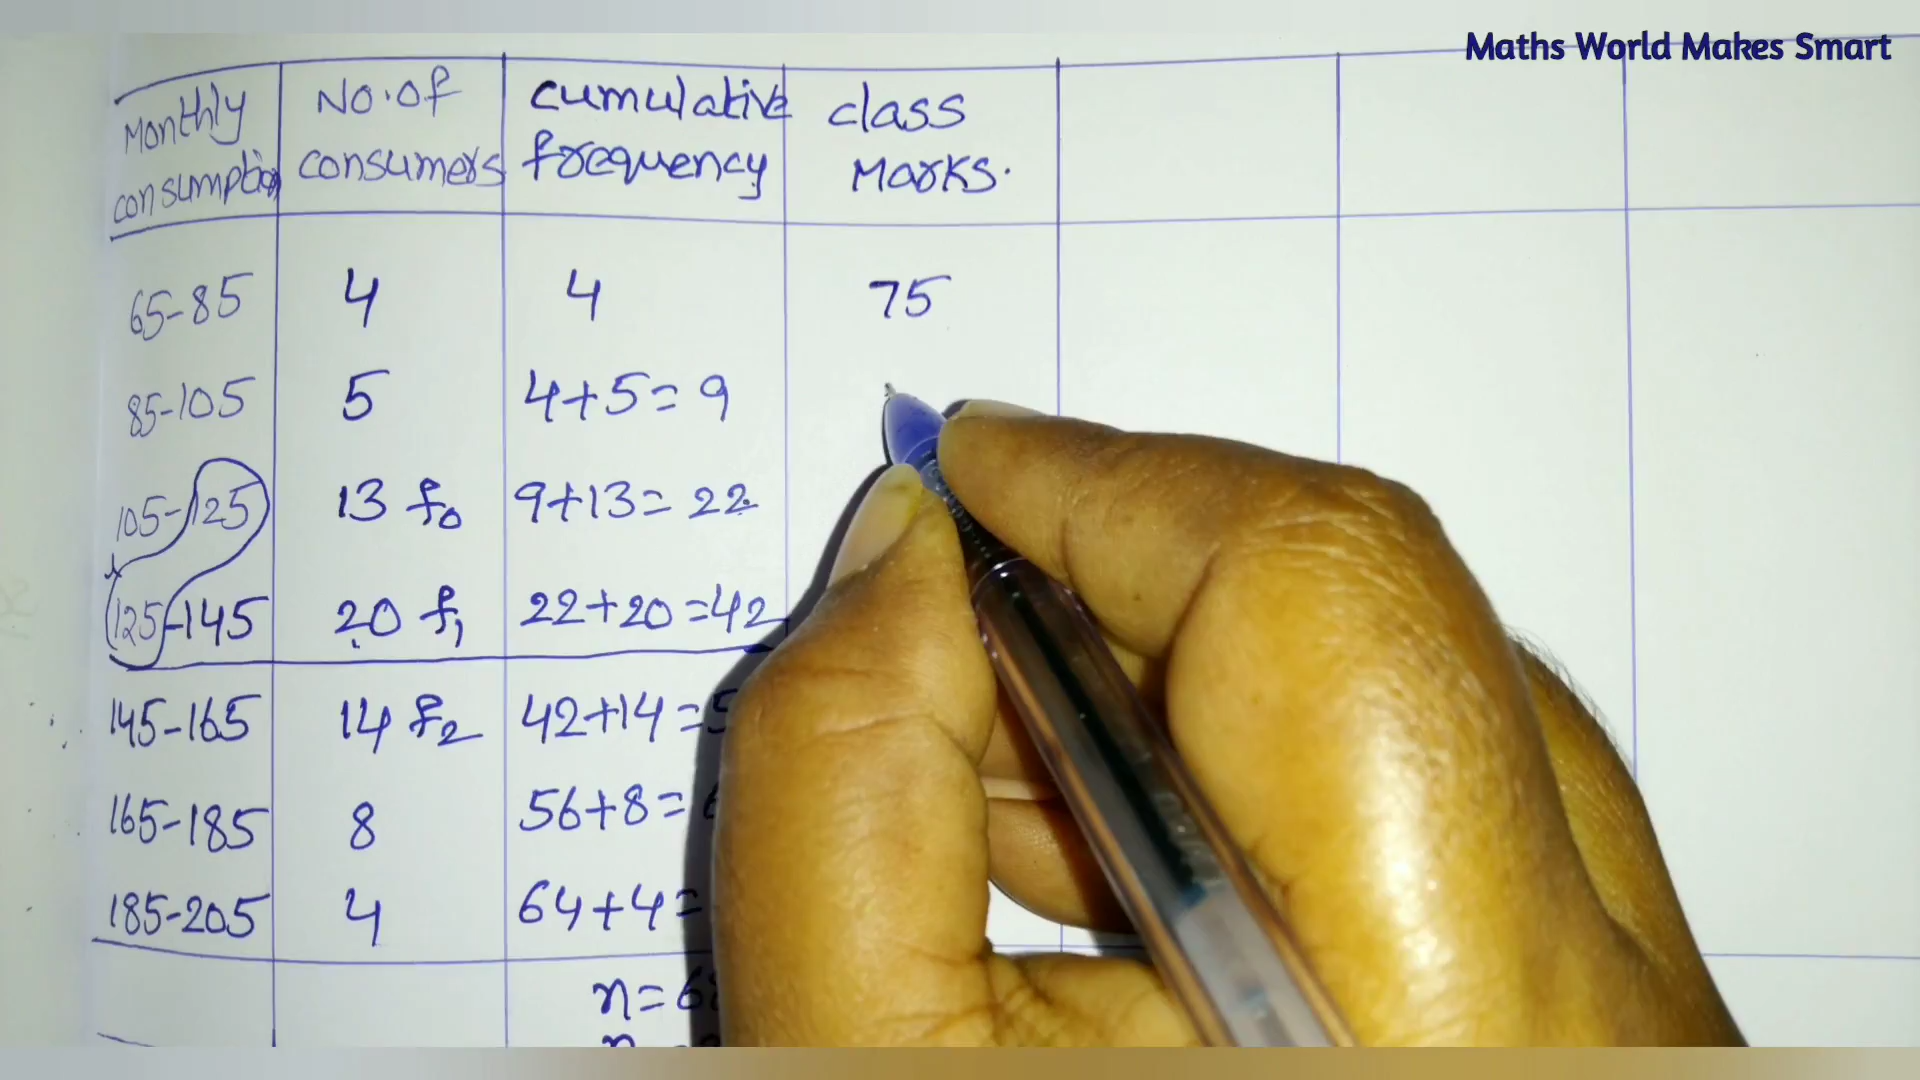 Maths World Makes Smart
Monthly consumption No. of consumers cumulative frequency class Marks.
65-85 4 4 75
85-105 5 4+5=9
105-125 13 f0 9+13=22
125-145 20 f1 22+20=42
145-165 14 f2 42+14=5
165-185 8 56+8=
185-205 4 64+4=
n=6